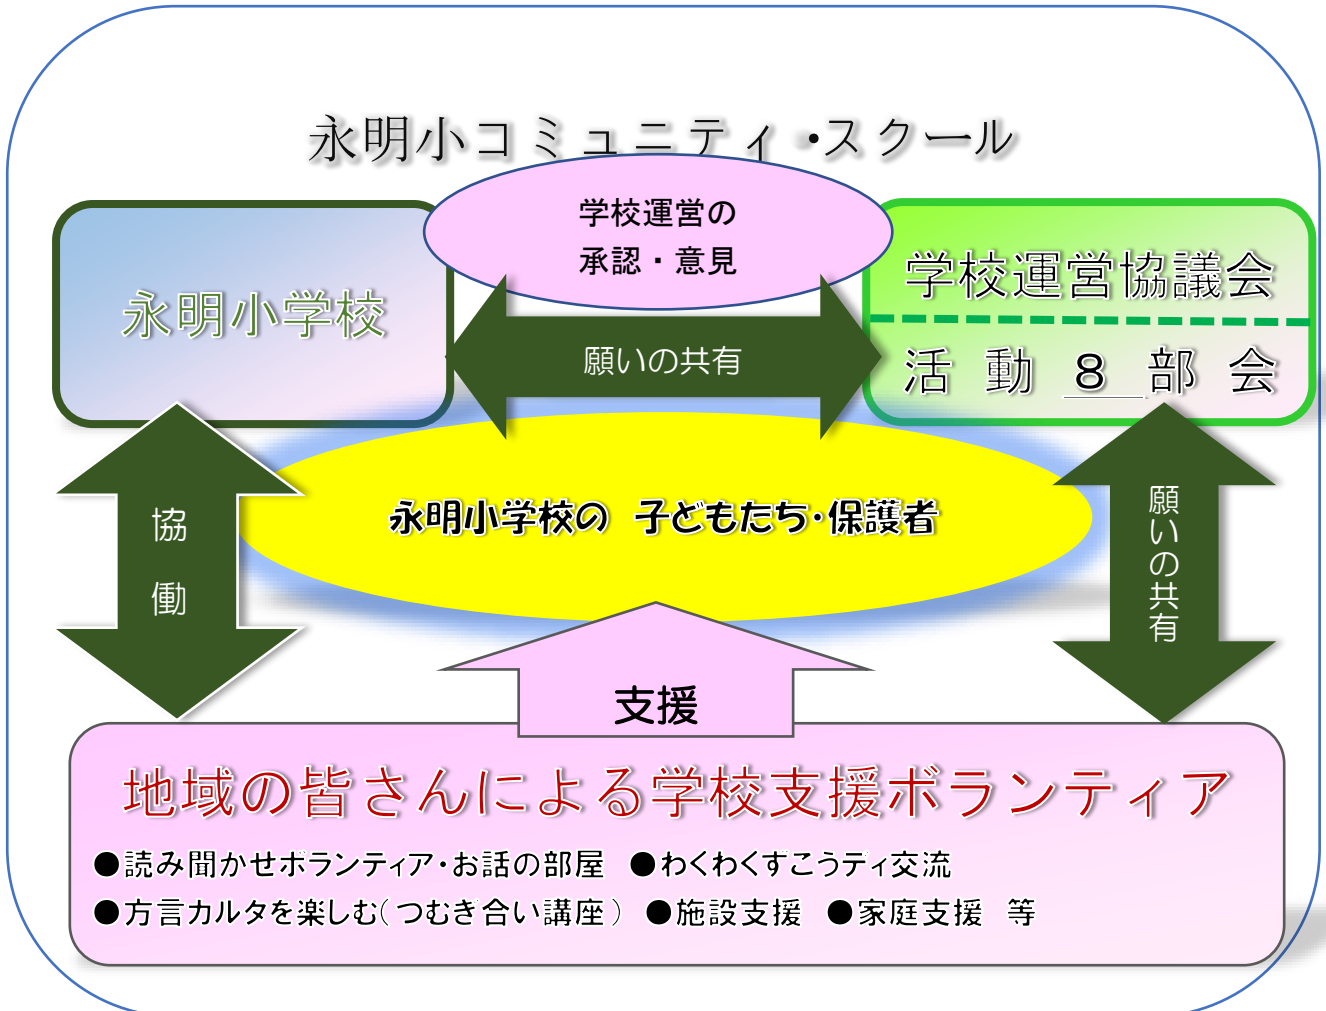 永明小コミュニティ・スクール
学校運営の
承認・意見
永明小学校
学校運営協議会
活動８部会
願いの共有
永明小学校の　子どもたち・保護者
協
働
願いの共有
支援
地域の皆さんによる学校支援ボランティア
●読み聞かせボランティア・お話の部屋　●わくわくずこうディ交流
●方言カルタを楽しむ（つむぎ合い講座）　●施設支援　●家庭支援　等